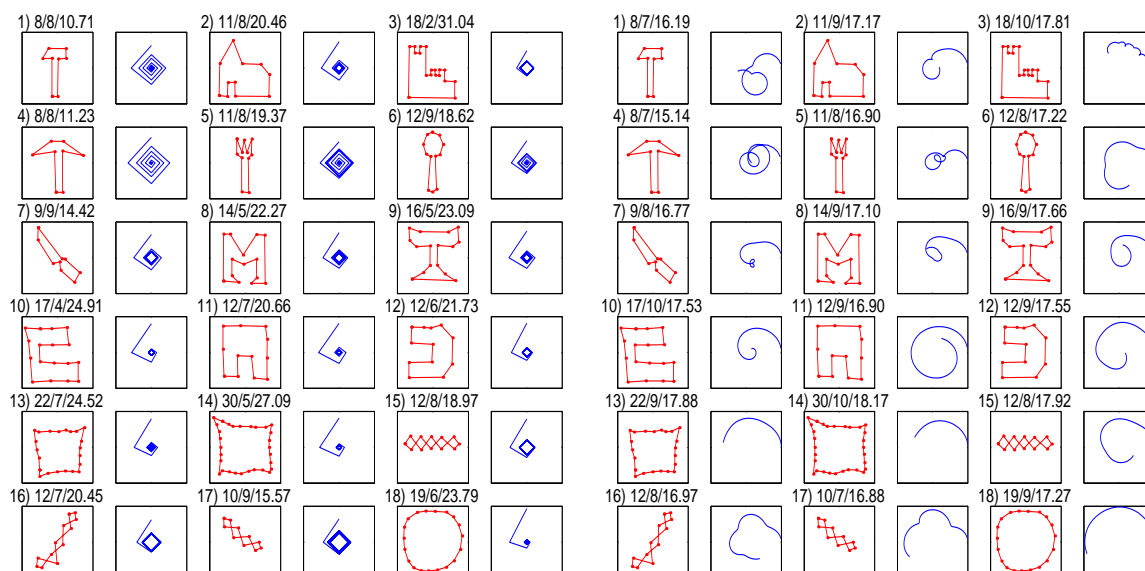 1) 8/8/10.71 2) 11/8/20.46 3) 18/2/31.04 1) 8/7/16.19 2) 11/9/17.17 3) 18/10/17.81
4) 8/8/11.23 5) 11/8/19.37 6) 12/9/18.62 4) 8/7/15.14 5) 11/8/16.90 6) 12/8/17.22
7) 9/9/14.42 8) 14/5/22.27 9) 16/5/23.09 7) 9/8/16.77 8) 14/9/17.10 9) 16/9/17.66
10) 17/4/24.91 11) 12/7/20.66 12) 12/6/21.73 10) 17/10/17.53 11) 12/9/16.90 12) 12/9/17.55
13) 22/7/24.52 14) 30/5/27.09 15) 12/8/18.97 13) 22/9/17.88 14) 30/10/18.17 15) 12/8/17.92
16) 12/7/20.45 17) 10/9/15.57 18) 19/6/23.79 16) 12/8/16.97 17) 10/7/16.88 18) 19/9/17.27